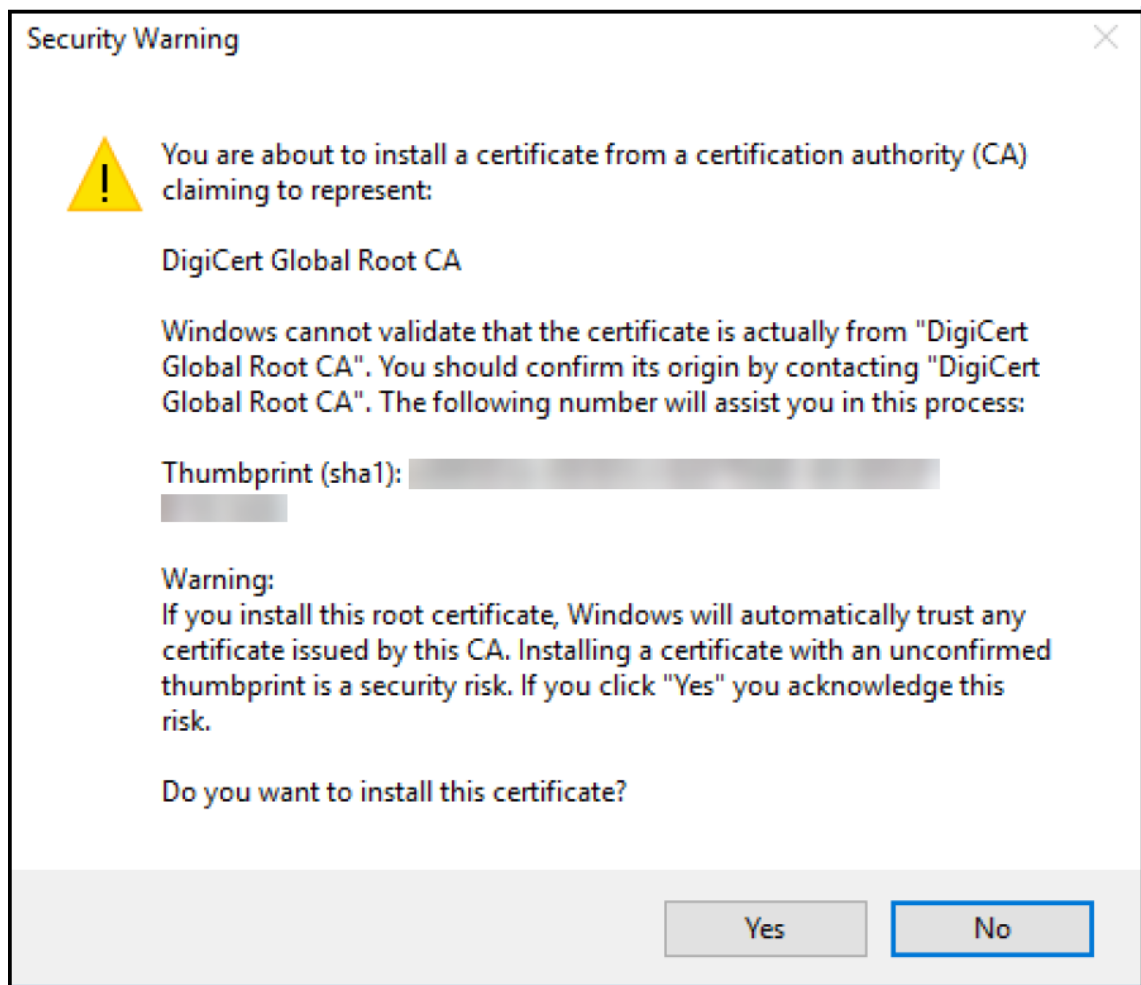 Security Warning
You are about to install a certificate from a certification authority (CA)
claiming to represent:
DigiCert Global Root CA
Windows cannot validate that the certificate is actually from "DigiCert
Global Root CA". You should confirm its origin by contacting "DigiCert
Global Root CA". The following number will assist you in this process:
Thumbprint (sha1):
Warning:
If you install this root certificate, Windows will automatically trust any
certificate issued by this CA. Installing a certificate with an unconfirmed
thumbprint is a security risk. If you click "Yes" you acknowledge this
risk.
Do you want to install this certificate?
Yes
No